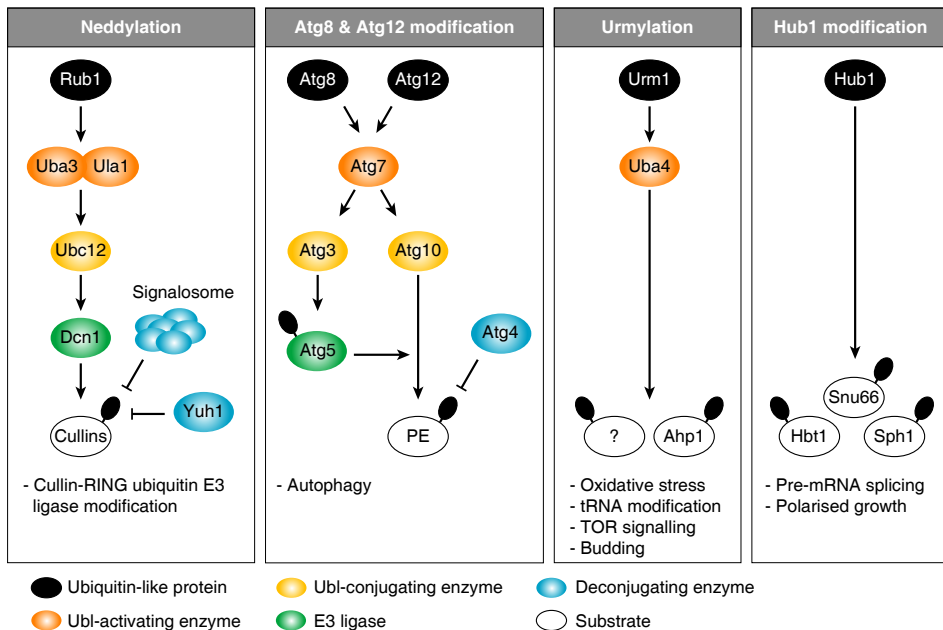 Neddylation
Rub1
Uba3 Ula1
Ubc12
Signalosome
Dcn1
Yuh1
Cullins
- Cullin-RING ubiquitin E3
ligase modification
Atg8 & Atg12 modification
Atg8 Atg12
Atg7
Atg3 Atg10
Atg5
Atg4
PE
- Autophagy
Urmylation
Urm1
Uba4
? Ahp1
- Oxidative stress
- tRNA modification
- TOR signalling
- Budding
Hub1 modification
Hub1
Snu66
Hbt1 Sph1
- Pre-mRNA splicing
- Polarised growth
Ubiquitin-like protein
Ubl-conjugating enzyme
Deconjugating enzyme
Ubl-activating enzyme
E3 ligase
Substrate